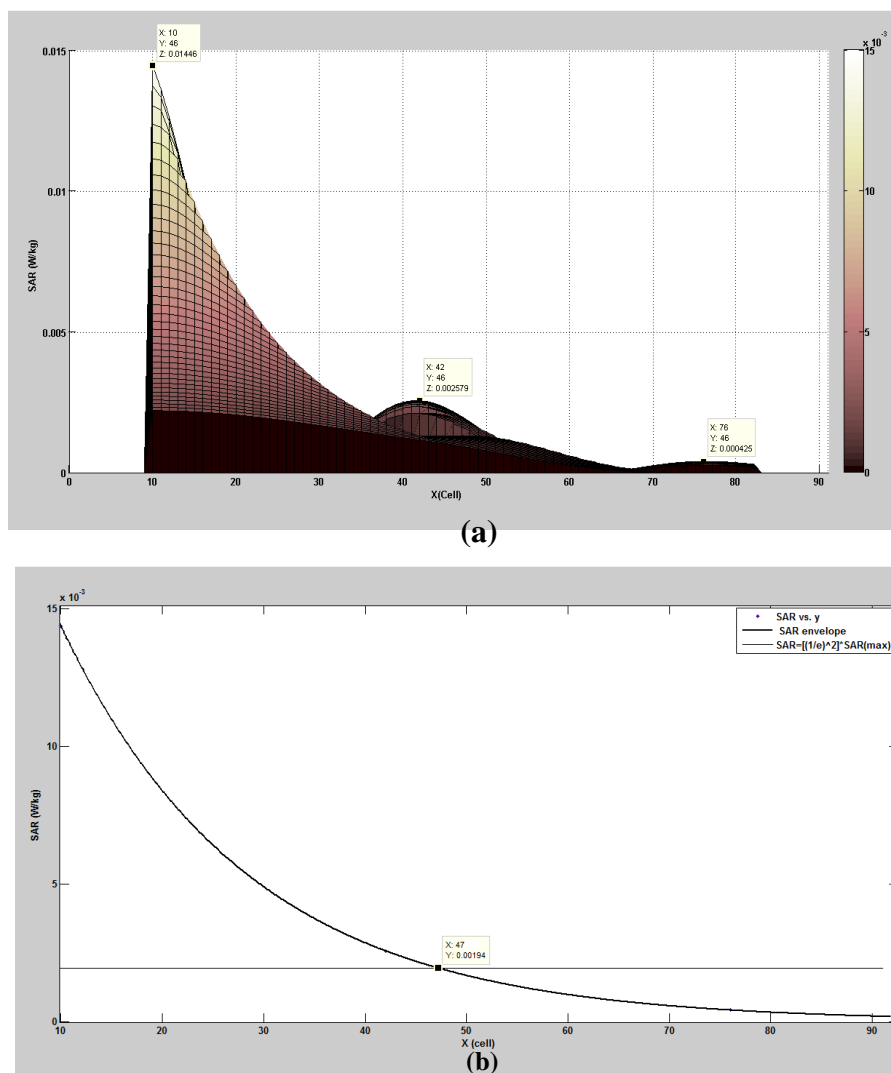 X: 10
Y: 46
Z: 0.01446
x 10
-3
0.015
15
0.01
10
SAR (W/kg)
0.005
5
X: 42
Y: 46
Z: 0.002579
X: 76
Y: 46
Z: 0.000425
0
0
0 10 20 30 40 50 60 70 80 90
X(Cell)
(a)
x 10
-3
15
SAR vs. y
SAR envelope
SAR=[(1/e)^2]*SAR(max)
10
SAR (W/kg)
5
X: 47
Y: 0.00194
0
10 20 30 40 50 60 70 80 90
X (cell)
(b)